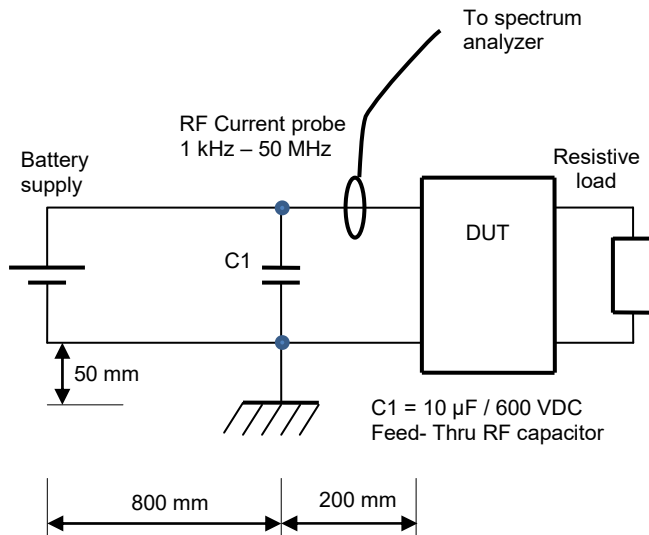 To spectrum
analyzer
RF Current probe
1 kHz – 50 MHz
Battery
supply
Resistive
load
DUT
C1
50 mm
C1 = 10 µF / 600 VDC
Feed- Thru RF capacitor
800 mm
200 mm